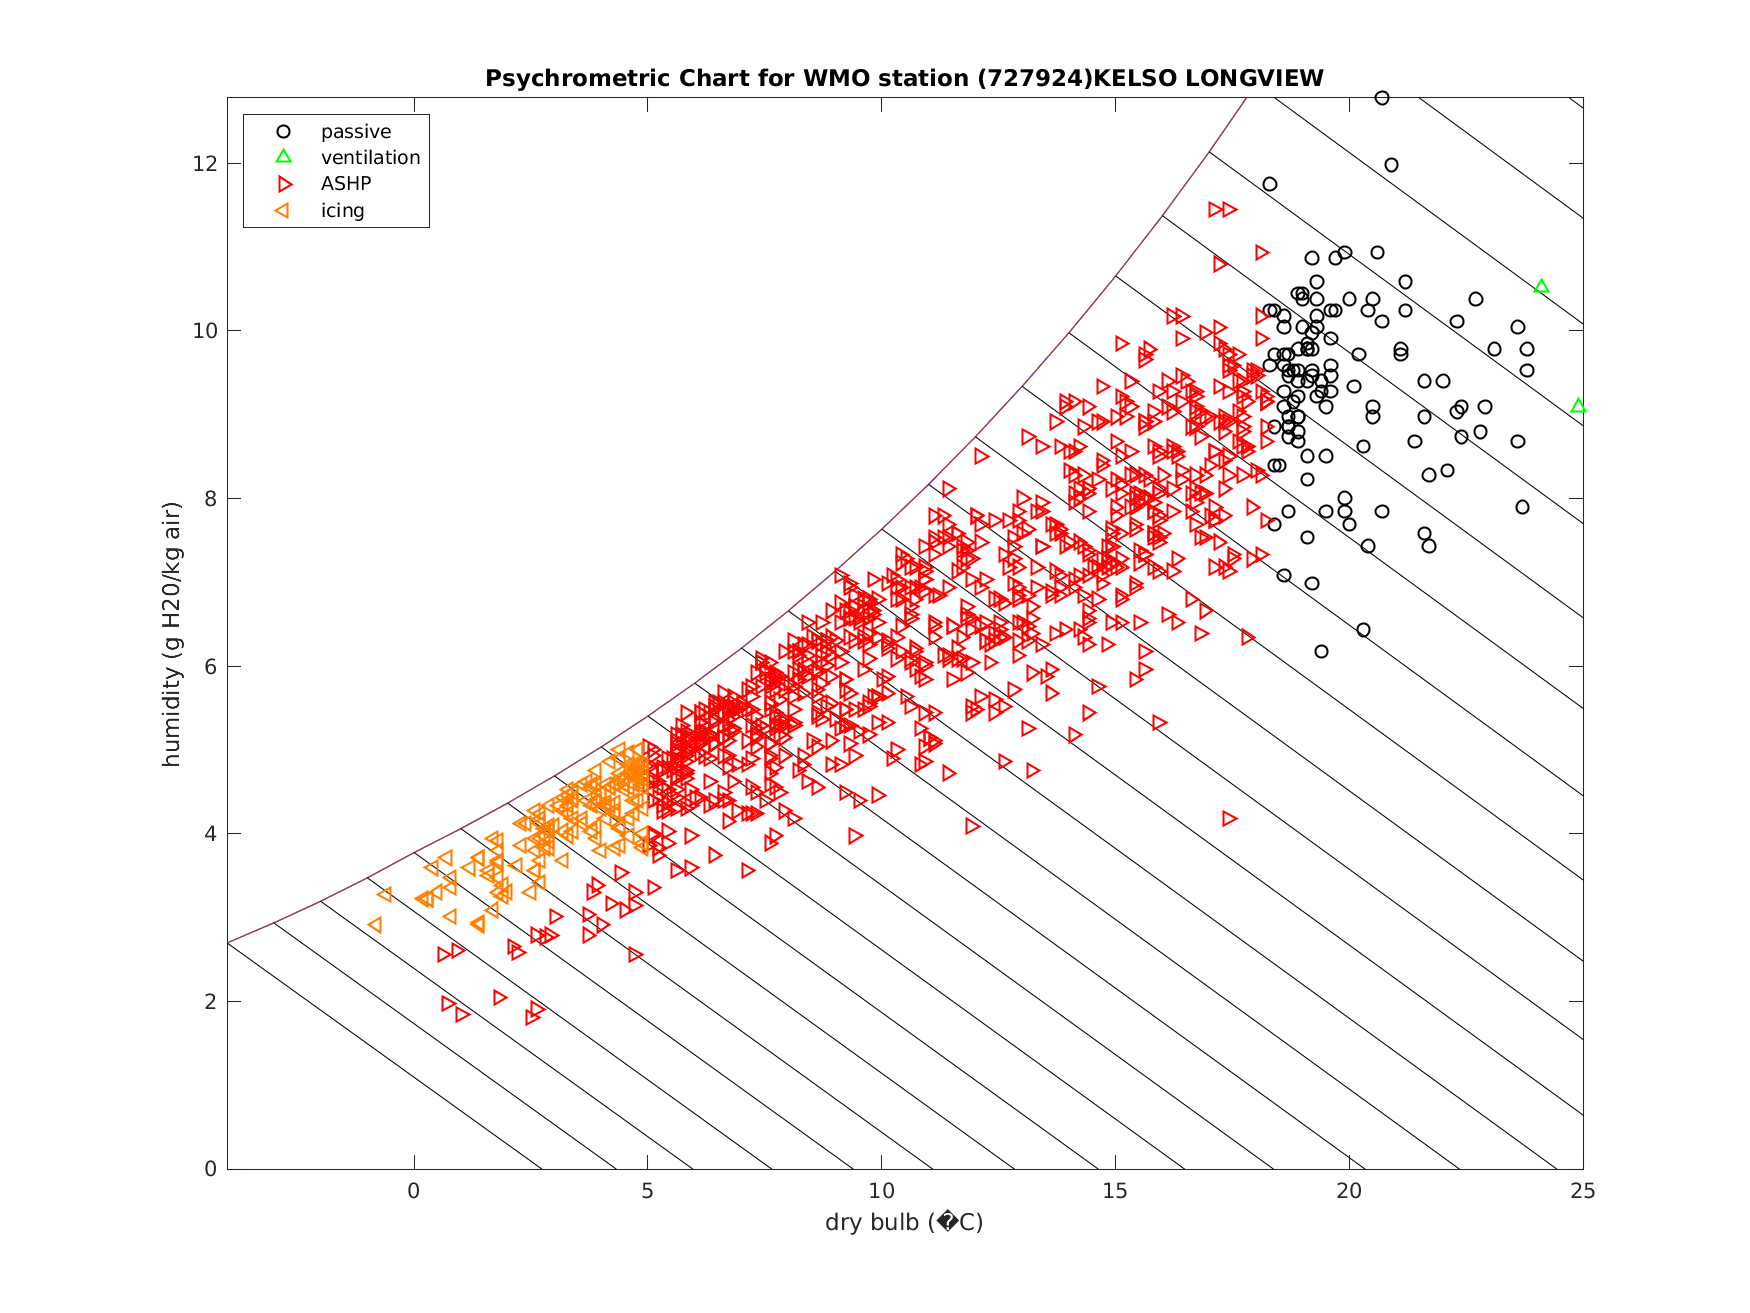 Psychrometric Chart for WMO station (727924)KELSO LONGVIEW
passive
ventilation
ASHP
icing
humidity (g H20/kg air)
12
10
8
6
4
2
0
0 5 10 15 20 25
dry bulb (�C)